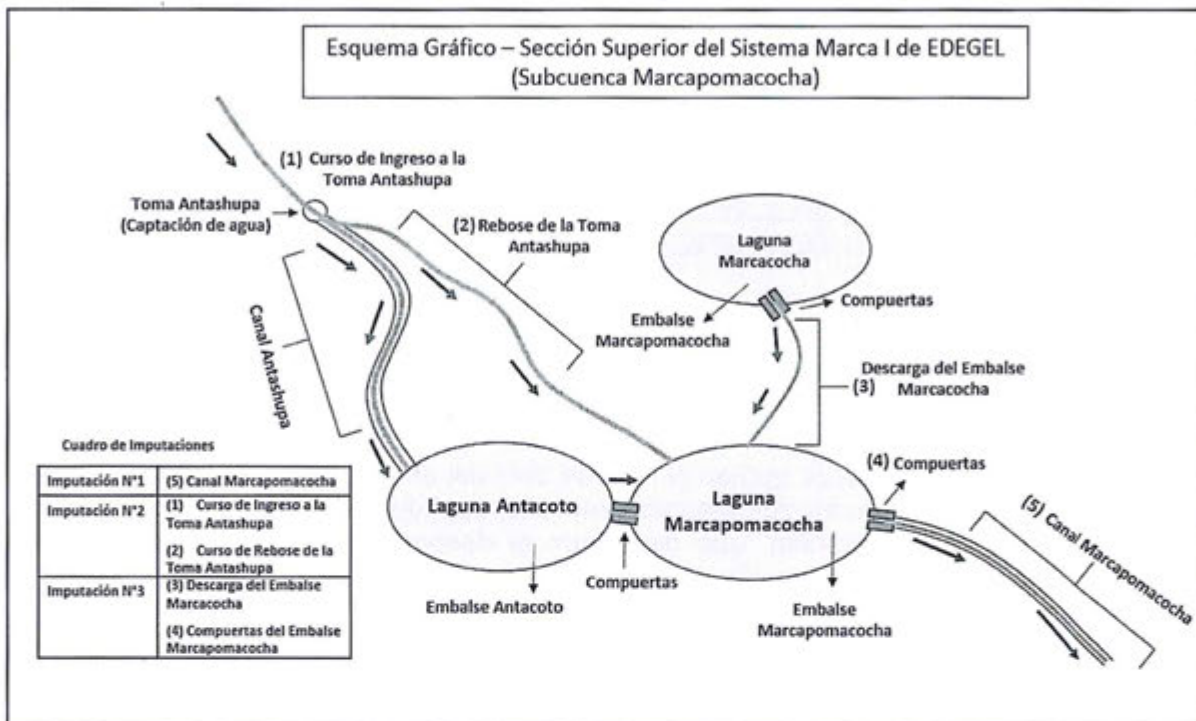 Esquema Gráfico – Sección Superior del Sistema Marca I de EDEGEL
(Subcuenca Marcapomacocha)
(1) Curso de Ingreso a la
Toma Antashupa
Toma Antashupa
(Captación de agua)
(2) Rebose de la Toma
Antashupa
Laguna
Marcacocha
Compuertas
Embalse
Marcapomacocha
Canal Antashupa
Descarga del Embalse
(3) Marcacocha
Cuadro de Imputaciones
Imputación N°1 (5) Canal Marcapomacocha
Imputación N°2 (1) Curso de Ingreso a la
Toma Antashupa
(2) Curso de Rebose de la
Toma Antashupa
Imputación N°3 (3) Descarga del Embalse
Marcacocha
(4) Compuertas del Embalse
Marcapomacocha
(4) Compuertas
Laguna Antacoto
Laguna
Marcapomacocha
(5) Canal Marcapomacocha
Compuertas
Embalse Antacoto
Embalse
Marcapomacocha